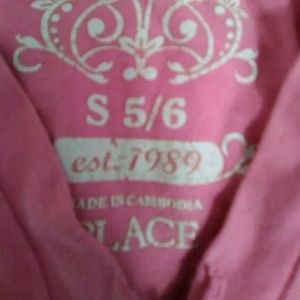 S 5/6
est. 1989
MADE IN CAMBODIA
PLACE